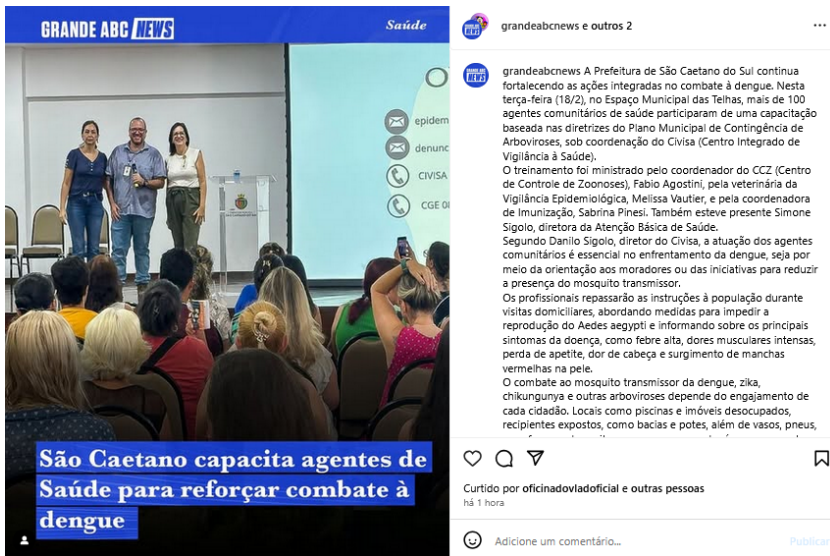 GRANDE ABC NEWS
Saúde
epidem
denunc
CIVISA
CGE 08
São Caetano capacita agentes de
Saúde para reforçar combate à
dengue
grandeabcnews e outros 2
grandeabcnews A Prefeitura de São Caetano do Sul continua
fortalecendo as ações integradas no combate à dengue. Nesta
terça-feira (18/2), no Espaço Municipal das Telhas, mais de 100
agentes comunitários de saúde participaram de uma capacitação
baseada nas diretrizes do Plano Municipal de Contingência de
Arboviroses, sob coordenação do Civisa (Centro Integrado de
Vigilância à Saúde).
O treinamento foi ministrado pelo coordenador do CCZ (Centro
de Controle de Zoonoses), Fabio Agostini, pela veterinária da
Vigilância Epidemiológica, Melissa Vautier, e pela coordenadora
de Imunização, Sabrina Pinesi. Também esteve presente Simone
Sigolo, diretora da Atenção Básica de Saúde.
Segundo Danilo Sigolo, diretor do Civisa, a atuação dos agentes
comunitários é essencial no enfrentamento da dengue, seja por
meio da orientação aos moradores ou das iniciativas para reduzir
a presença do mosquito transmissor.
Os profissionais repassarão as instruções à população durante
visitas domiciliares, abordando medidas para impedir a
reprodução do Aedes aegypti e informando sobre os principais
sintomas da doença, como febre alta, dores musculares intensas,
perda de apetite, dor de cabeça e surgimento de manchas
vermelhas na pele.
O combate ao mosquito transmissor da dengue, zika,
chikungunya e outras arboviroses depende do engajamento de
cada cidadão. Locais como piscinas e imóveis desocupados,
recipientes expostos, como bacias e potes, além de vasos, pneus,
Curtido por oficinadovladoficial e outras pessoas
há 1 hora
Adicione um comentário...
Publicar